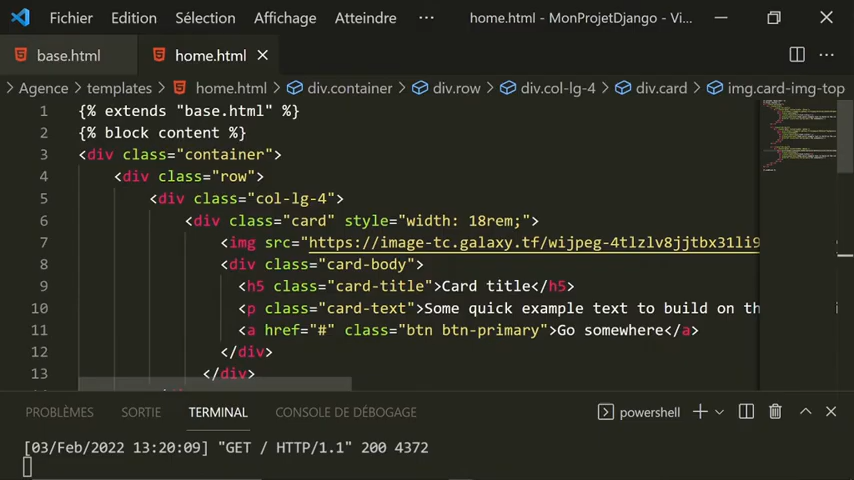 Fichier Edition Sélection Affichage Atteindre ··· home.html - MonProjetDjango - Vi...
base.html home.html
Agence > templates > home.html > div.container > div.row > div.col-lg-4 > div.card > img.card-img-top
1 {% extends "base.html" %}
2 {% block content %}
3 <div class="container">
4 <div class="row">
5 <div class="col-lg-4">
6 <div class="card" style="width: 18rem;">
7 <img src="https://image-tc.galaxy.tf/wijpeg-4tlzlv8jjtbx31li9
8 <div class="card-body">
9 <h5 class="card-title">Card title</h5>
10 <p class="card-text">Some quick example text to build on th
11 <a href="#" class="btn btn-primary">Go somewhere</a>
12 </div>
13 </div>
PROBLÈMES SORTIE TERMINAL CONSOLE DE DÉBOGAGE powershell
[03/Feb/2022 13:20:09] "GET / HTTP/1.1" 200 4372